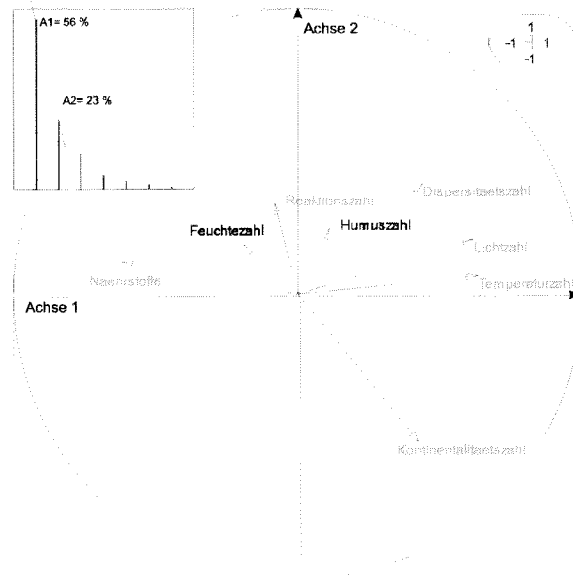 A1= 56 %
Achse 2
1
-1 1
-1
A2= 23 %
Dispersitaetszahl
Reaktionszahl
Feuchtezahl
Humuszahl
Lichtzahl
Naehrstoffe
Temperaturzahl
Achse 1
Kontinentalitaetszahl